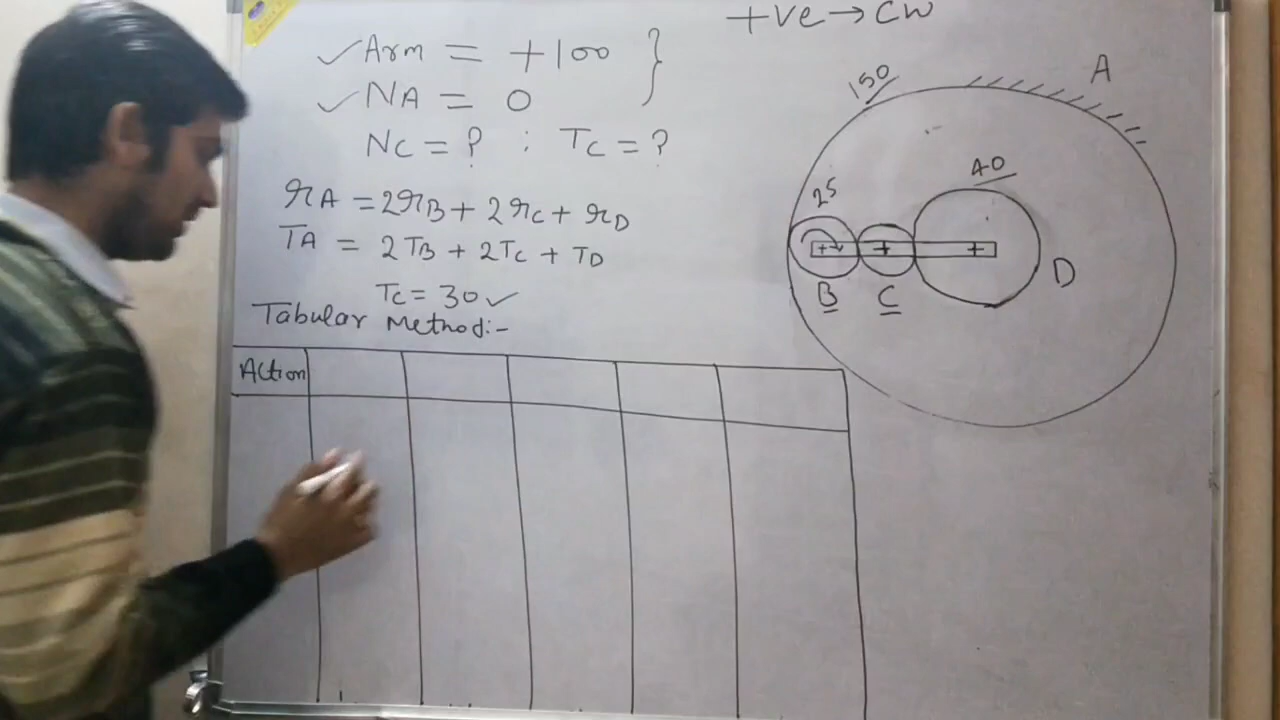 +ve → CW
✓ Arm = +100 }
✓ NA = 0
NC = ? ; TC = ?
rA = 2rB + 2rC + rD
TA = 2TB + 2TC + TD
TC = 30 ✓
Tabular Method:-
Action
150
A
25
40
+ + +
B C D